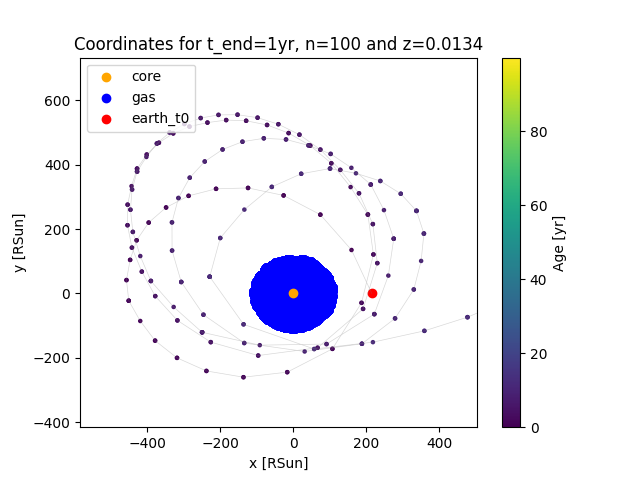 Coordinates for t_end=1yr, n=100 and z=0.0134
core
gas
earth_t0
600
400
200
0
−200
−400
y [RSun]
−400
−200
0
200
400
x [RSun]
80
60
40
20
0
Age [yr]